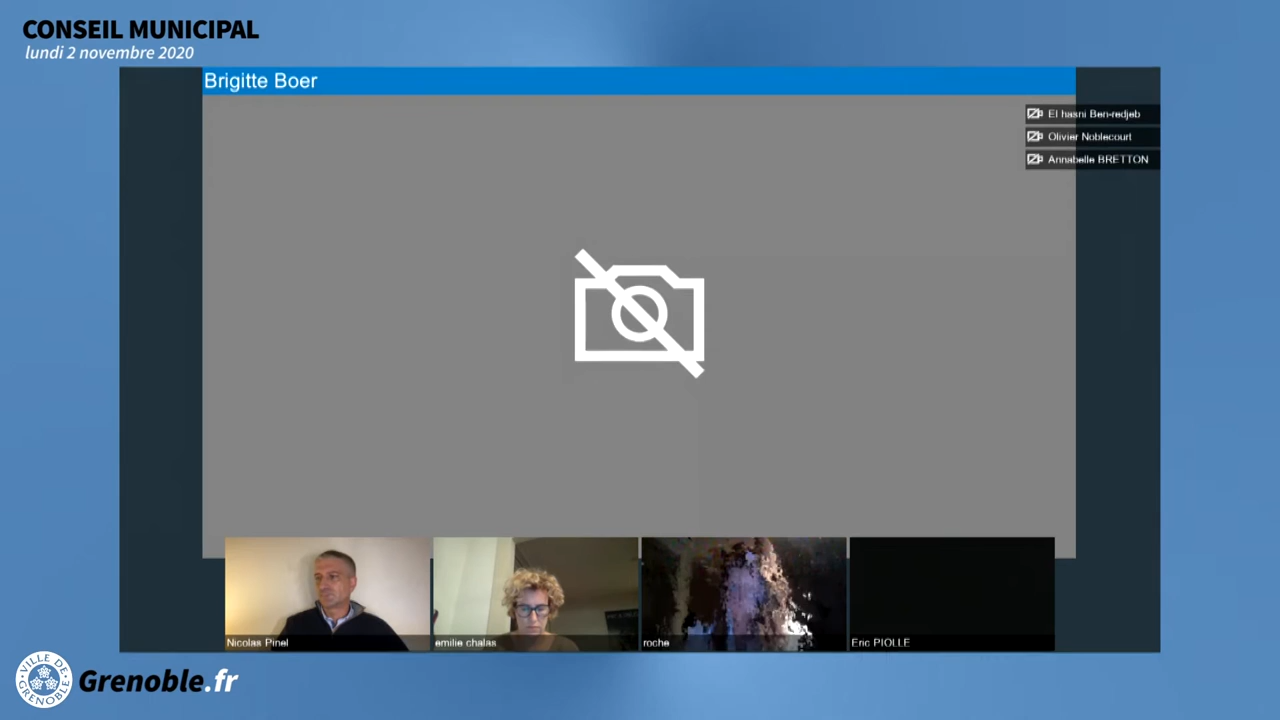 CONSEIL MUNICIPAL
lundi 2 novembre 2020
Brigitte Boer
El hasni Ben-redjeb
Olivier Noblecourt
Annabelle BRETTON
Nicolas Pinel
emilie chalas
roche
Eric PIOLLE
VILLE DE GRENOBLE
Grenoble.fr